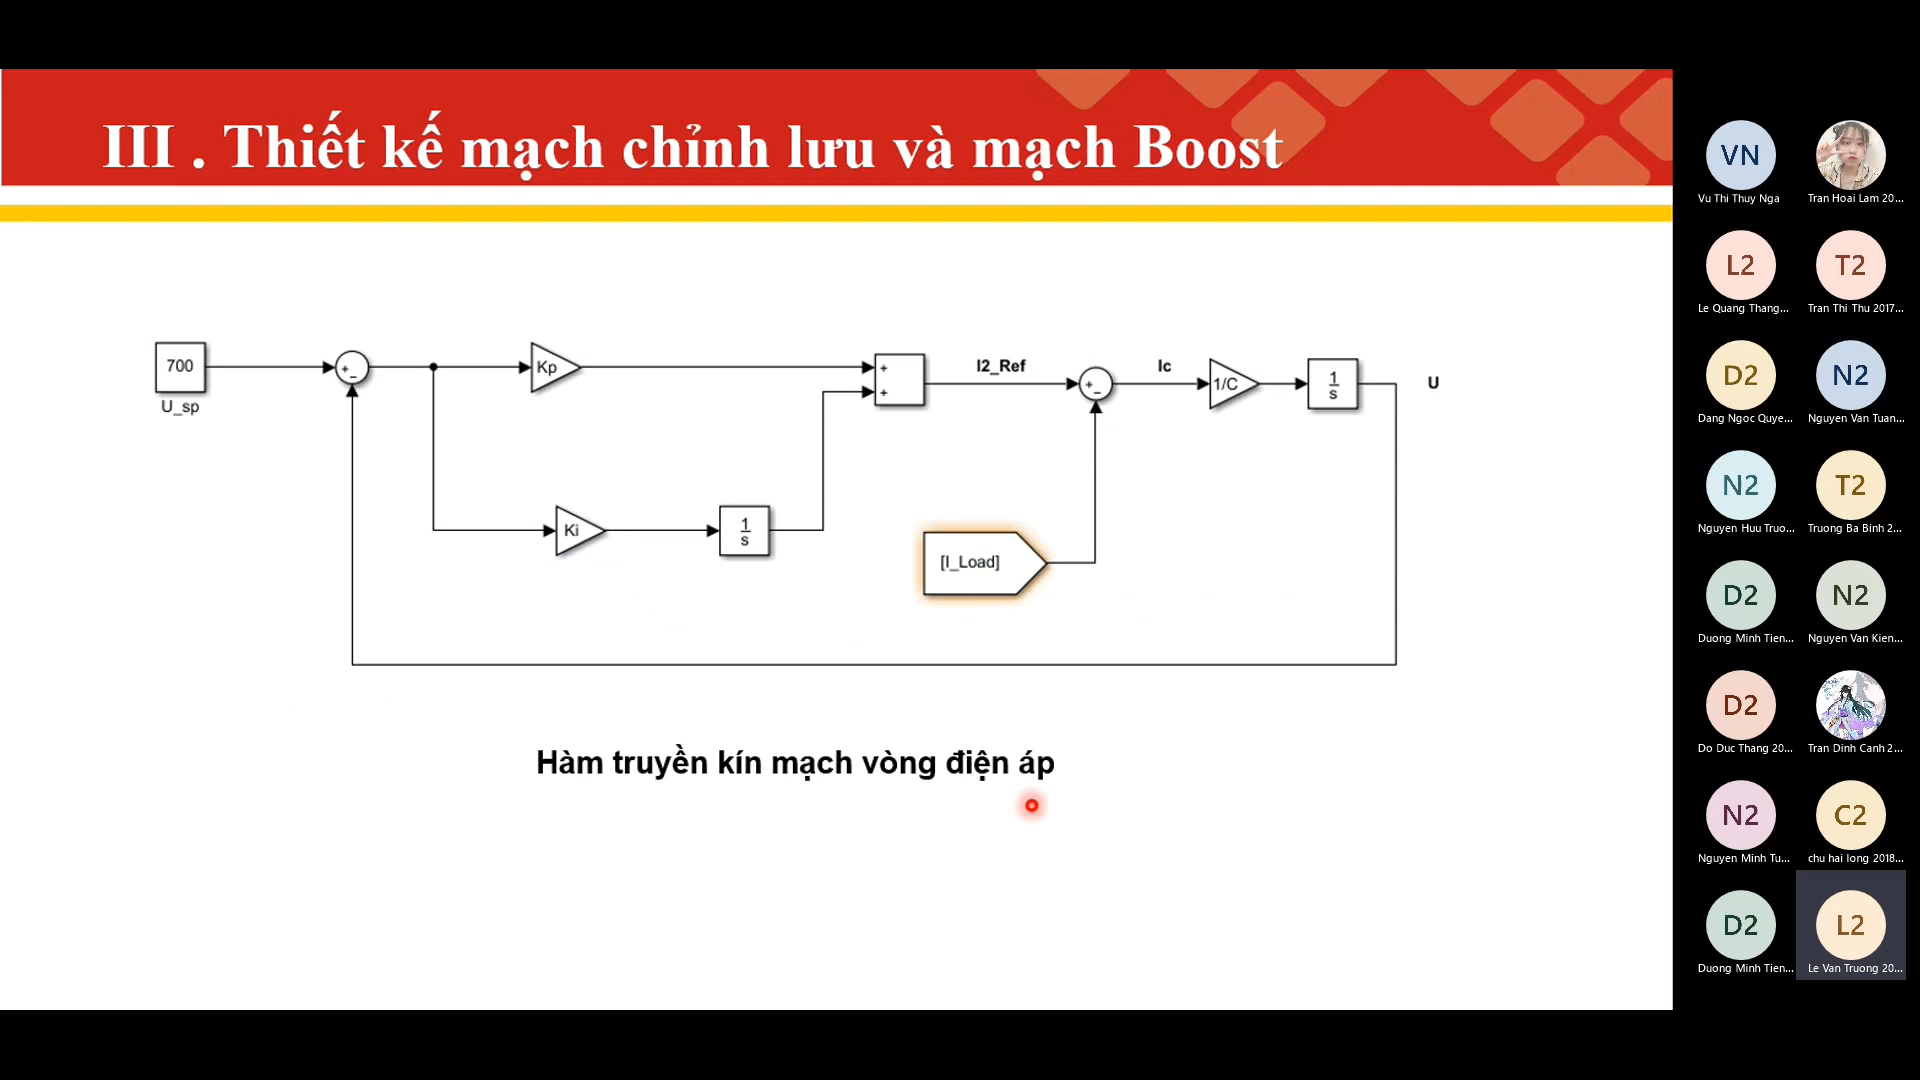 III . Thiết kế mạch chỉnh lưu và mạch Boost
700
U_sp
Kp
I2_Ref
Ic
1/C
1
s
U
Ki
1
s
[I_Load]
Hàm truyền kín mạch vòng điện áp
VN
Vu Thi Thuy Nga
Tran Hoai Lam 20...
L2
Le Quang Thang...
T2
Tran Thi Thu 2017...
D2
Dang Ngoc Quye...
N2
Nguyen Van Tuan...
N2
Nguyen Huu Truo...
T2
Truong Ba Binh 2...
D2
Duong Minh Tien...
N2
Nguyen Van Kien...
D2
Do Duc Thang 20...
Tran Dinh Canh 2...
N2
Nguyen Minh Tu...
C2
chu hai long 2018...
D2
Duong Minh Tien...
L2
Le Van Truong 20...